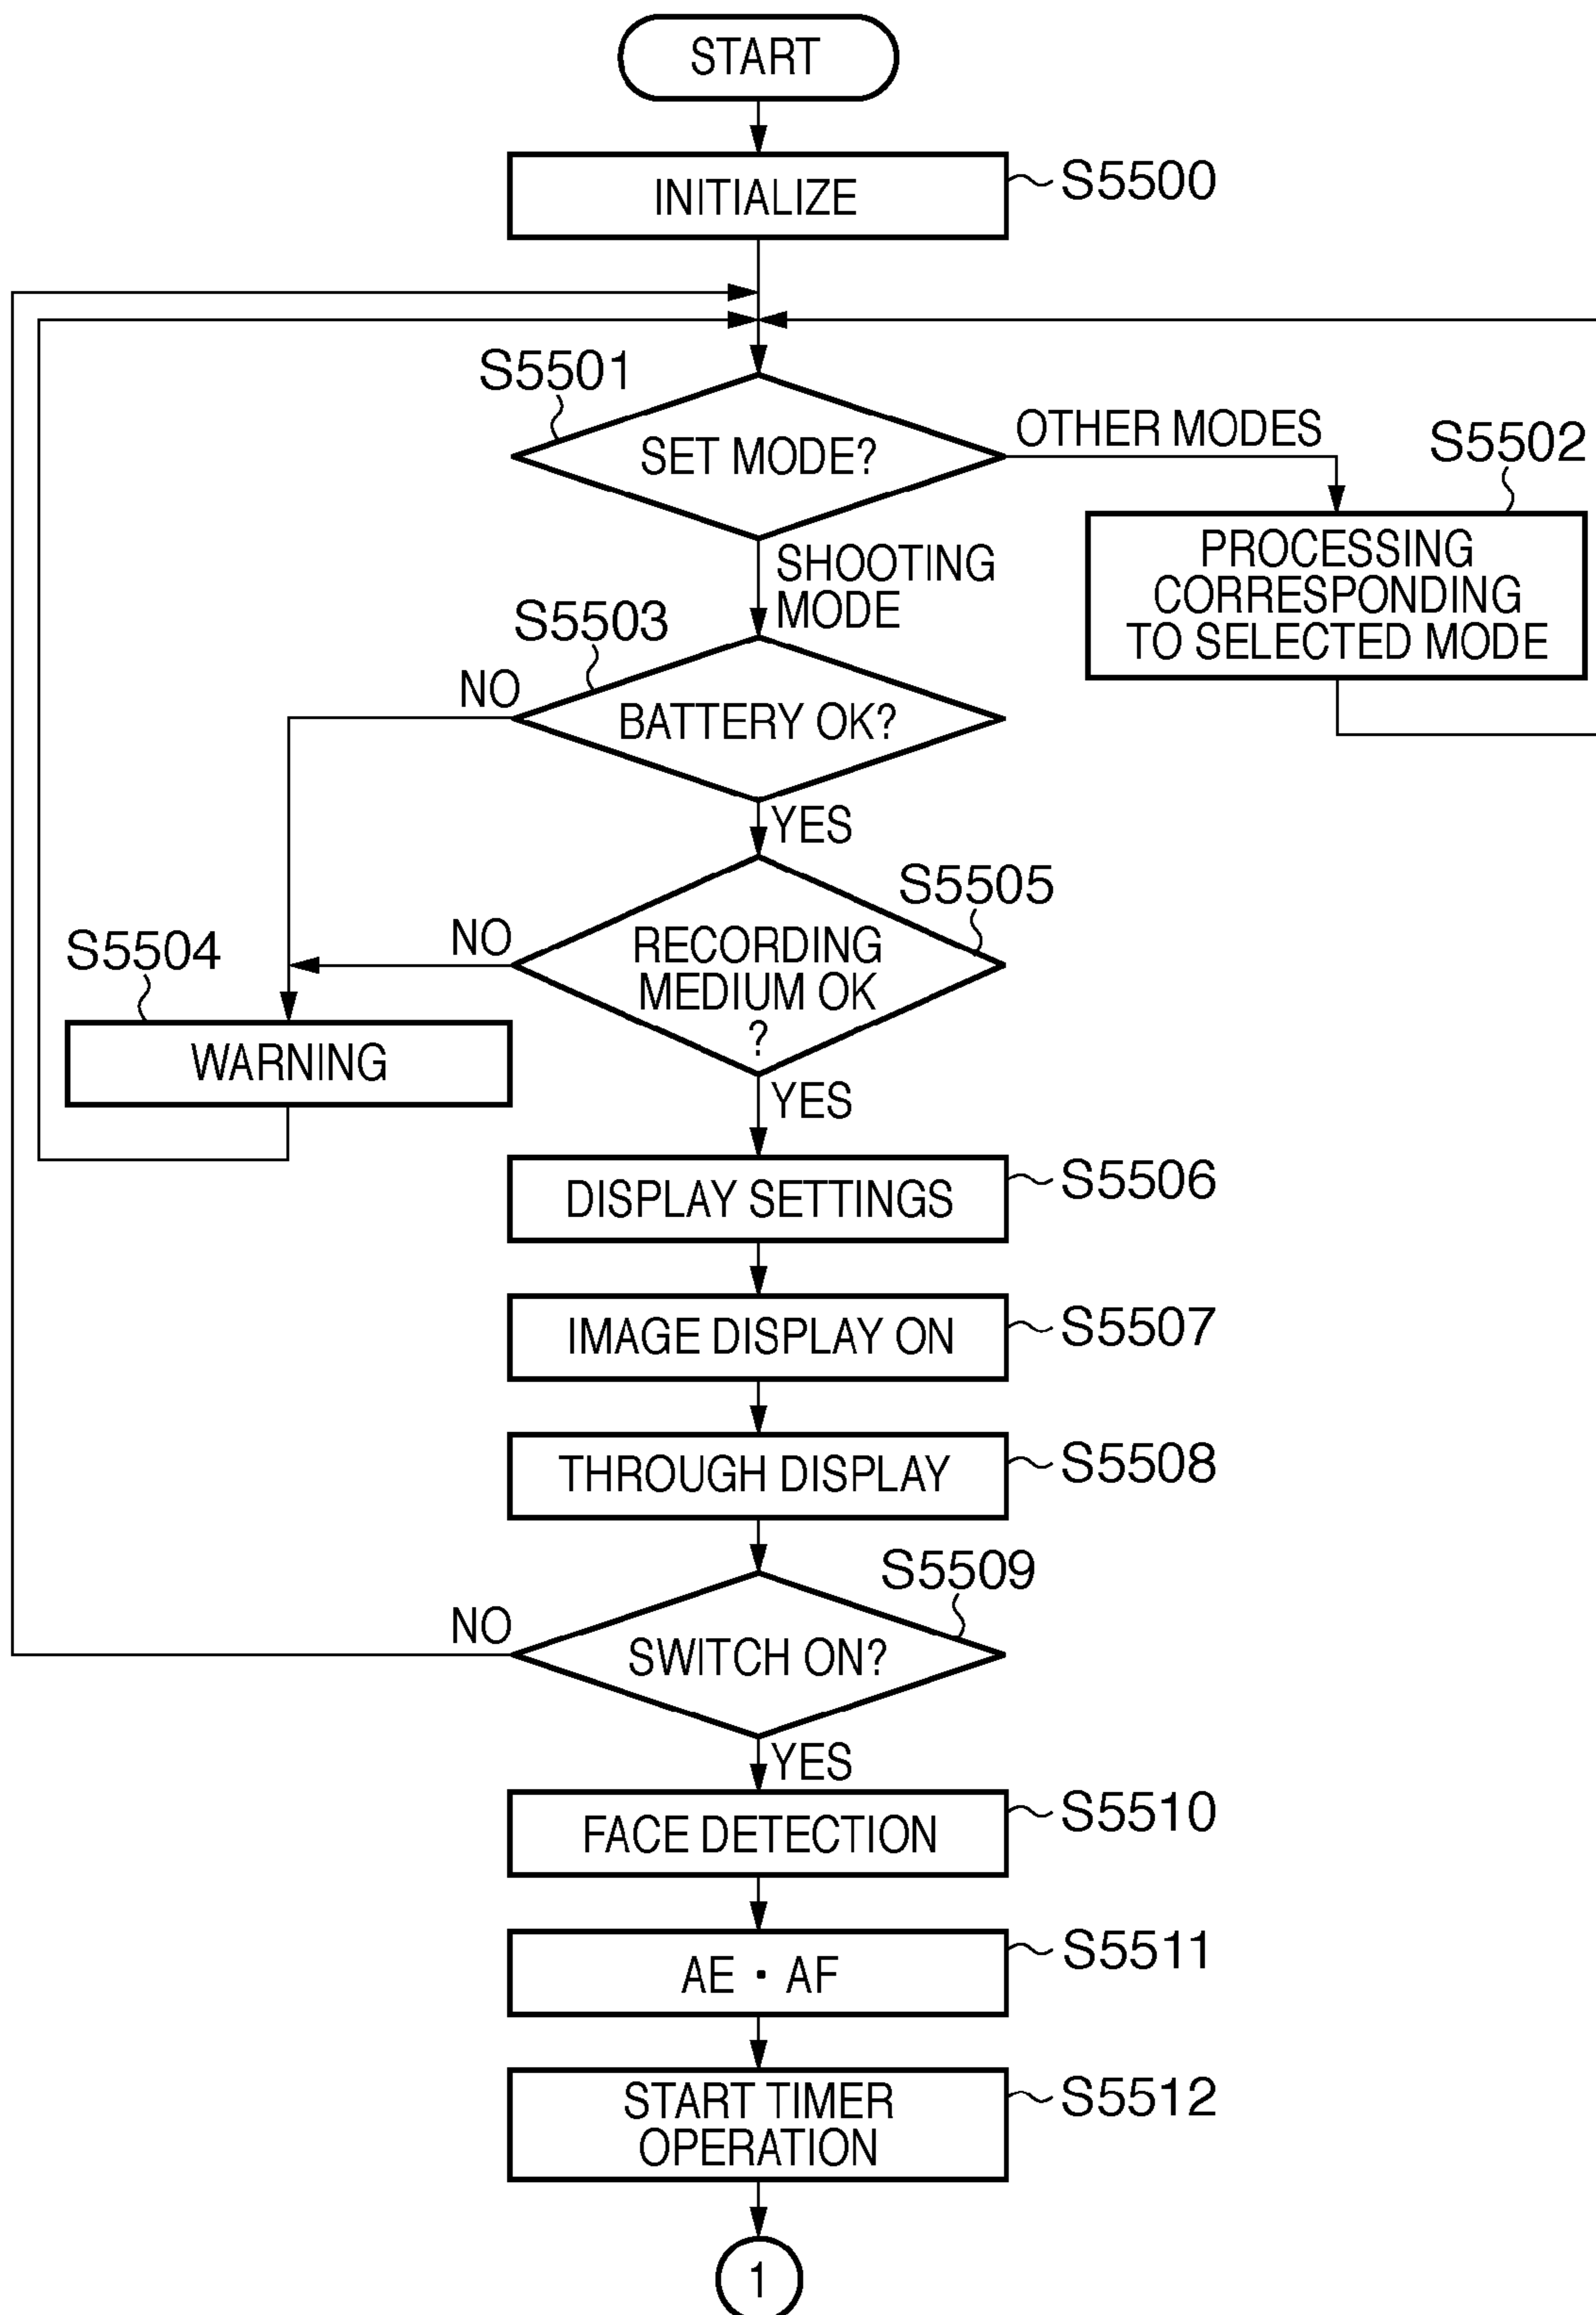 START
INITIALIZE
S5500
S5501
SET MODE?
OTHER MODES
S5502
PROCESSING
CORRESPONDING
TO SELECTED MODE
SHOOTING
MODE
S5503
NO
BATTERY OK?
YES
S5505
NO
RECORDING
MEDIUM OK
?
S5504
WARNING
YES
DISPLAY SETTINGS
S5506
IMAGE DISPLAY ON
S5507
THROUGH DISPLAY
S5508
S5509
NO
SWITCH ON?
YES
FACE DETECTION
S5510
AE · AF
S5511
START TIMER
OPERATION
S5512
1